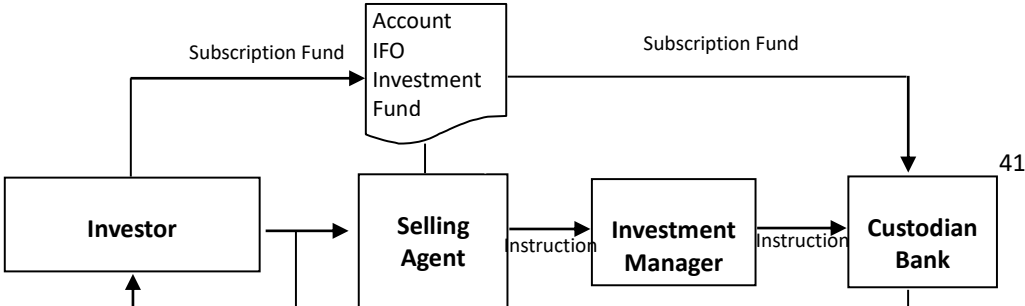 Account
IFO
Investment
Fund
Subscription Fund
Subscription Fund
41
Investor
Selling
Agent
Instruction
Investment
Manager
Instruction
Custodian
Bank